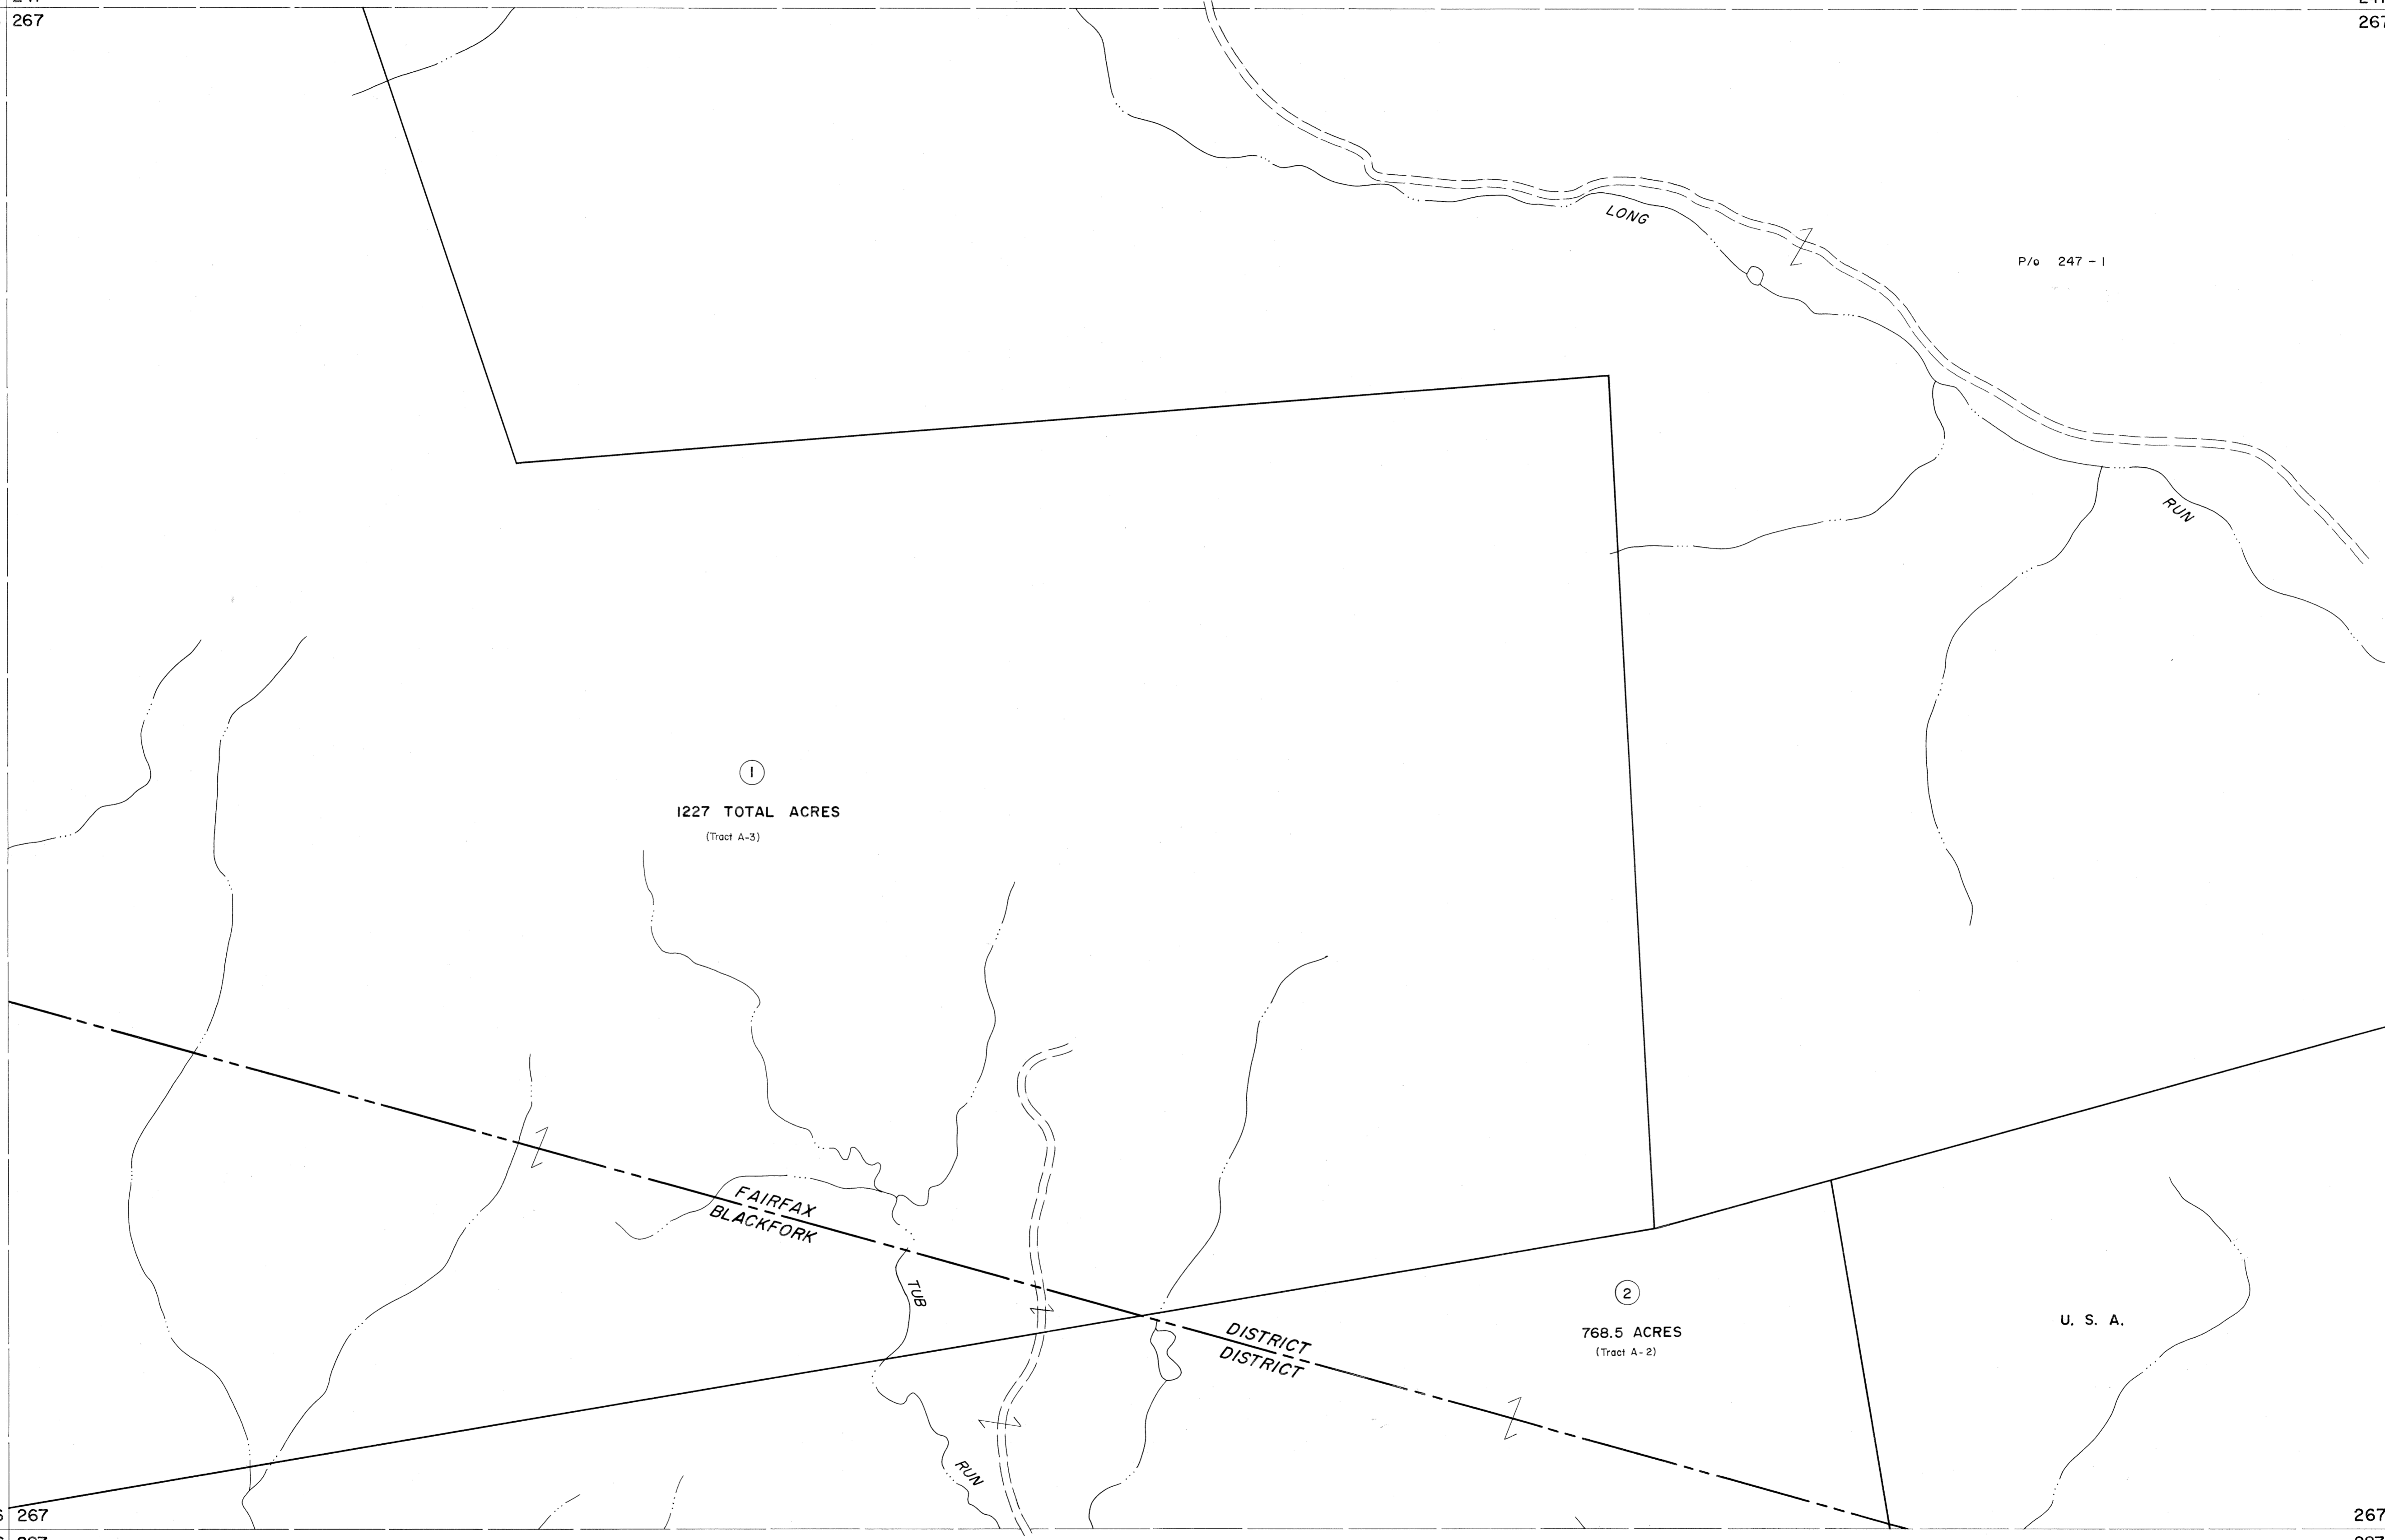 267
267
LONG
P/o 247 - 1
RUN
1
1227 TOTAL ACRES
(Tract A-3)
FAIRFAX
BLACKFORK
TUB
DISTRICT
DISTRICT
2
768.5 ACRES
(Tract A-2)
U. S. A.
RUN
267
267